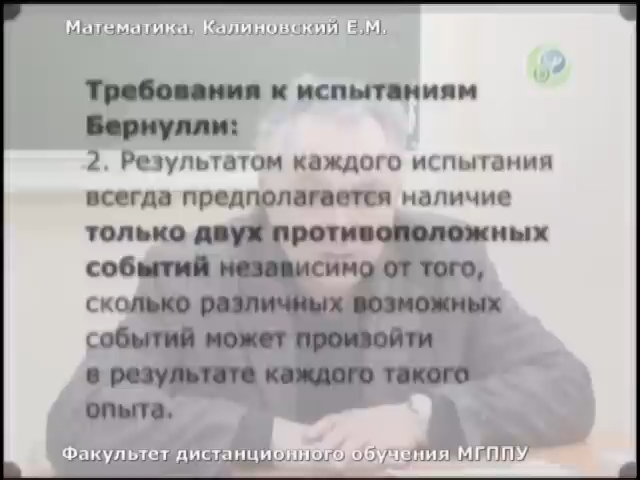 Математика. Калиновский Е.М.
Требования к испытаниям
Бернулли:
2. Результатом каждого испытания
всегда предполагается наличие
только двух противоположных
событий независимо от того,
сколько различных возможных
событий может произойти
в результате каждого такого
опыта.
Факультет дистанционного обучения МГППУ